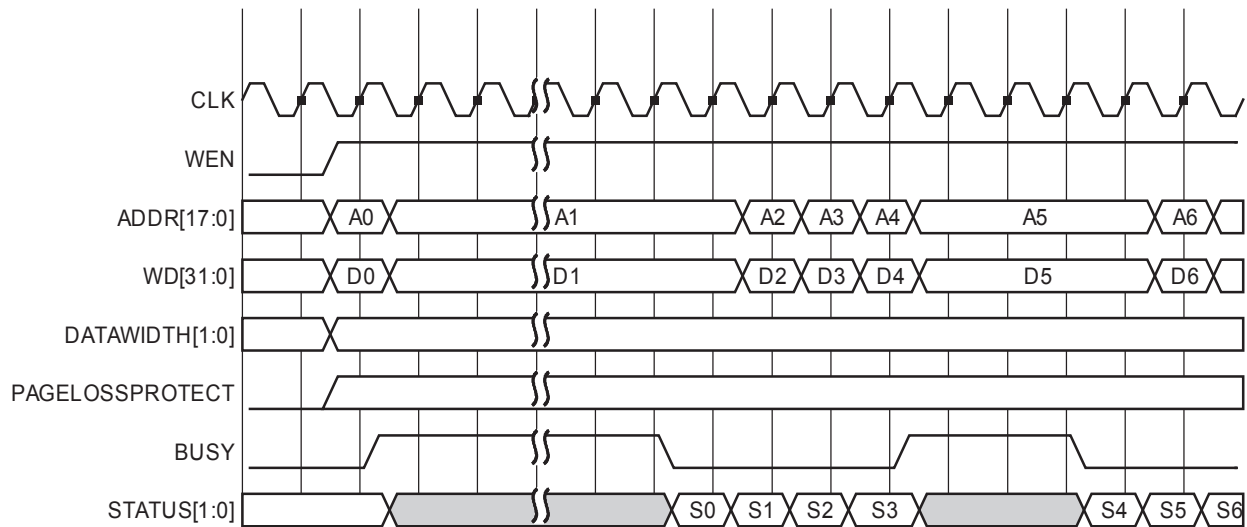 CLK
WEN
ADDR[17:0] A0 A1 A2 A3 A4 A5 A6
WD[31:0] D0 D1 D2 D3 D4 D5 D6
DATAWIDTH[1:0]
PAGELOSSPROTECT
BUSY
STATUS[1:0] S0 S1 S2 S3 S4 S5 S6